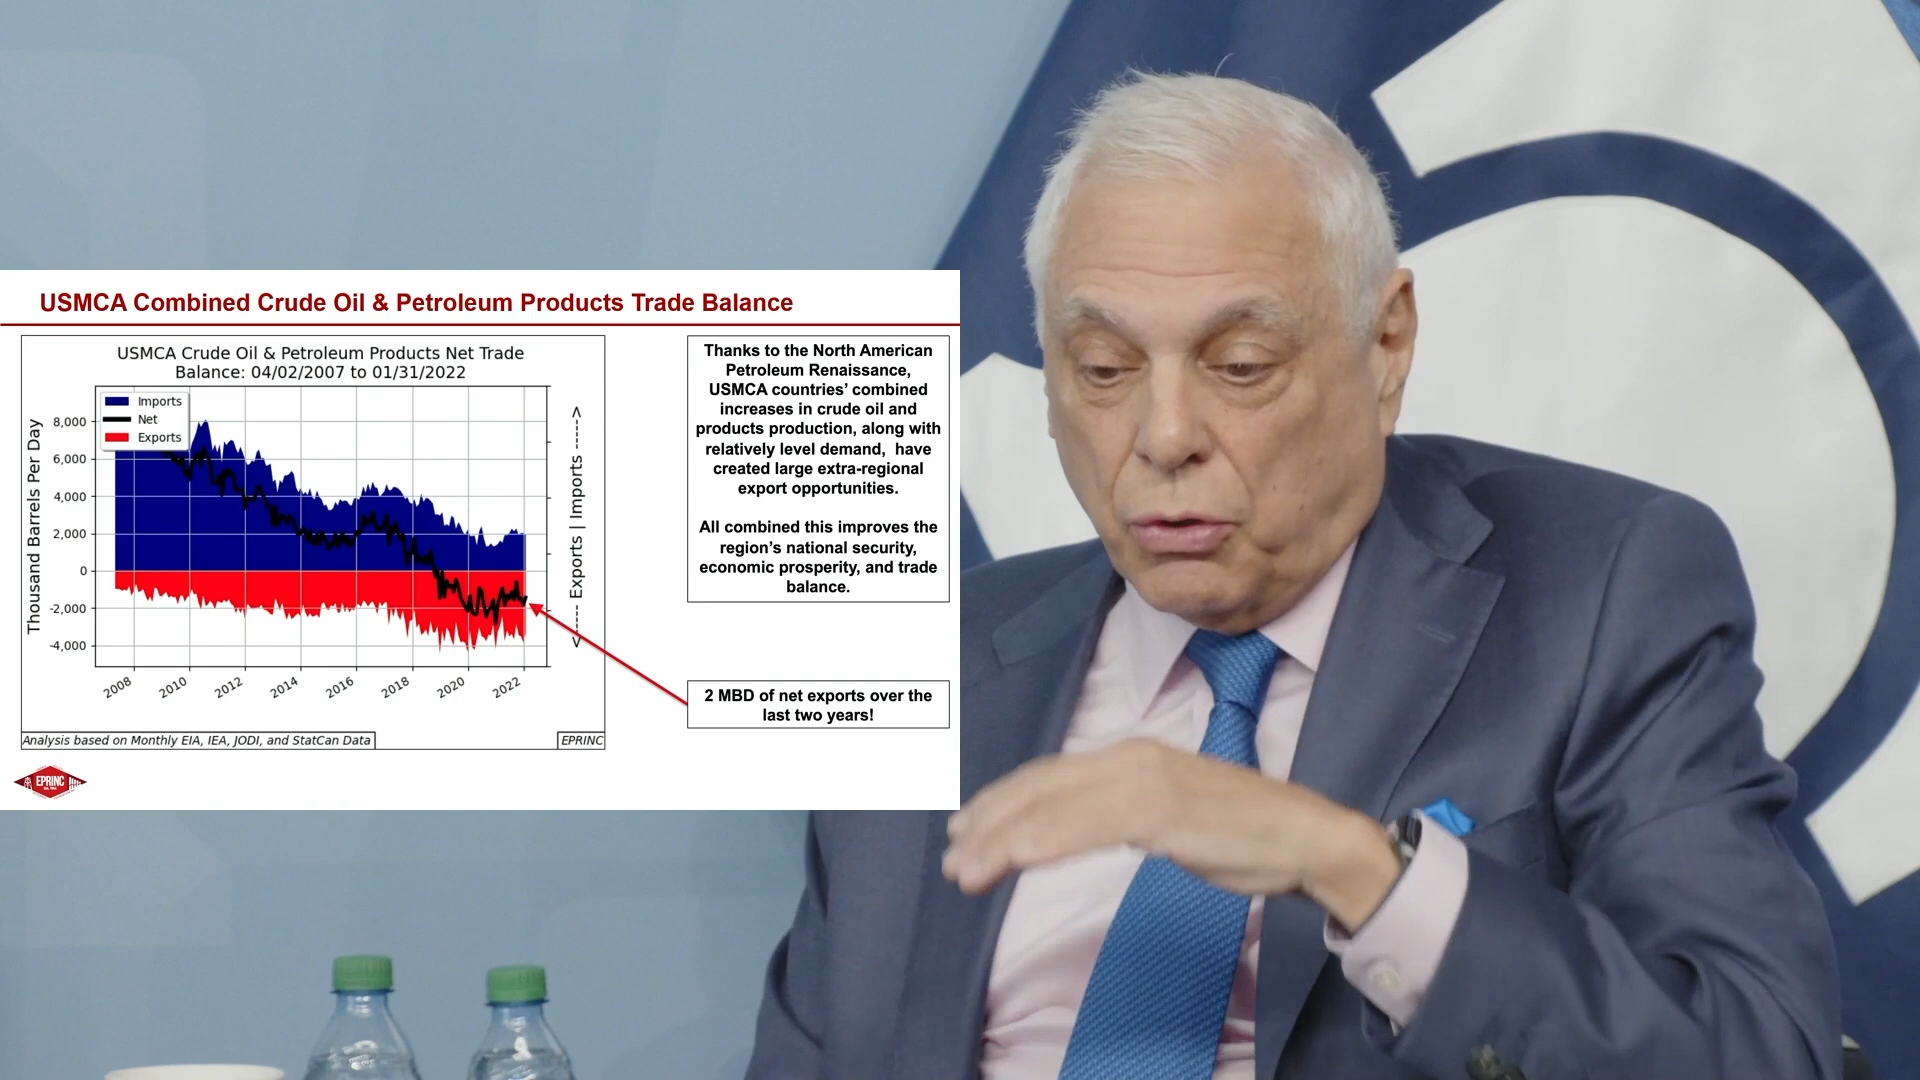 USMCA Combined Crude Oil & Petroleum Products Trade Balance
USMCA Crude Oil & Petroleum Products Net Trade
Balance: 04/02/2007 to 01/31/2022
Imports
Net
Exports
Thousand Barrels Per Day
8,000
6,000
4,000
2,000
0
-2,000
-4,000
2008
2010
2012
2014
2016
2018
2020
2022
<----- Exports | Imports ----->
Analysis based on Monthly EIA, IEA, JODI, and StatCan Data
EPRINC
Thanks to the North American
Petroleum Renaissance,
USMCA countries’ combined
increases in crude oil and
products production, along with
relatively level demand, have
created large extra-regional
export opportunities.
All combined this improves the
region’s national security,
economic prosperity, and trade
balance.
2 MBD of net exports over the
last two years!
EPRINC